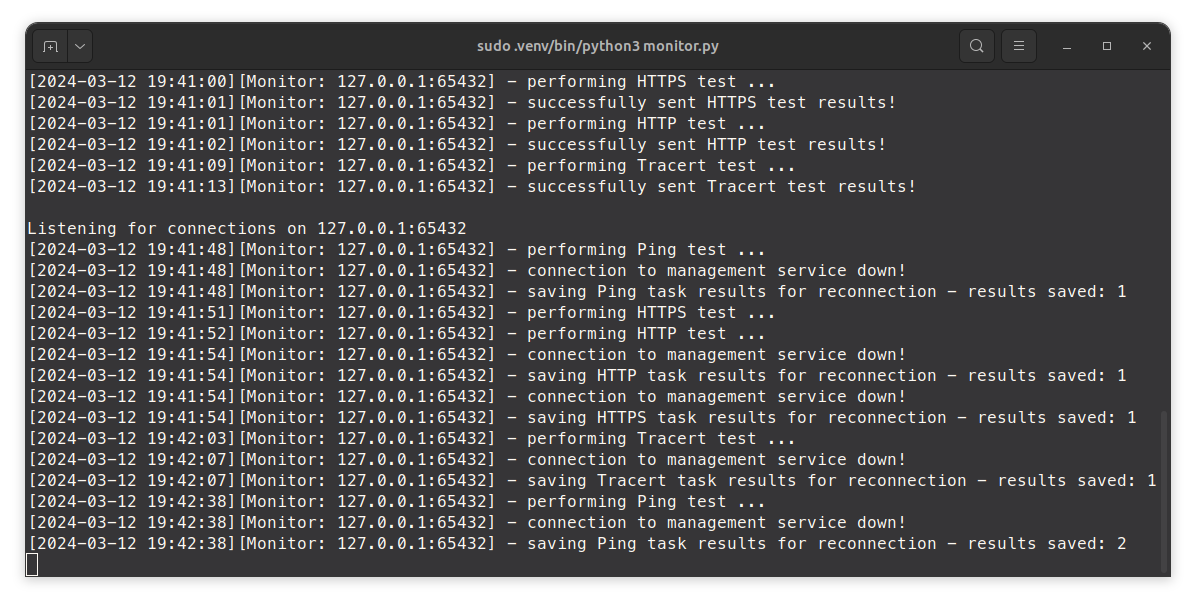 sudo .venv/bin/python3 monitor.py
[2024-03-12 19:41:00][Monitor: 127.0.0.1:65432] - performing HTTPS test ...
[2024-03-12 19:41:01][Monitor: 127.0.0.1:65432] - successfully sent HTTPS test results!
[2024-03-12 19:41:01][Monitor: 127.0.0.1:65432] - performing HTTP test ...
[2024-03-12 19:41:02][Monitor: 127.0.0.1:65432] - successfully sent HTTP test results!
[2024-03-12 19:41:09][Monitor: 127.0.0.1:65432] - performing Tracert test ...
[2024-03-12 19:41:13][Monitor: 127.0.0.1:65432] - successfully sent Tracert test results!
Listening for connections on 127.0.0.1:65432
[2024-03-12 19:41:48][Monitor: 127.0.0.1:65432] - performing Ping test ...
[2024-03-12 19:41:48][Monitor: 127.0.0.1:65432] - connection to management service down!
[2024-03-12 19:41:48][Monitor: 127.0.0.1:65432] - saving Ping task results for reconnection - results saved: 1
[2024-03-12 19:41:51][Monitor: 127.0.0.1:65432] - performing HTTPS test ...
[2024-03-12 19:41:52][Monitor: 127.0.0.1:65432] - performing HTTP test ...
[2024-03-12 19:41:54][Monitor: 127.0.0.1:65432] - connection to management service down!
[2024-03-12 19:41:54][Monitor: 127.0.0.1:65432] - saving HTTP task results for reconnection - results saved: 1
[2024-03-12 19:41:54][Monitor: 127.0.0.1:65432] - connection to management service down!
[2024-03-12 19:41:54][Monitor: 127.0.0.1:65432] - saving HTTPS task results for reconnection - results saved: 1
[2024-03-12 19:42:03][Monitor: 127.0.0.1:65432] - performing Tracert test ...
[2024-03-12 19:42:07][Monitor: 127.0.0.1:65432] - connection to management service down!
[2024-03-12 19:42:07][Monitor: 127.0.0.1:65432] - saving Tracert task results for reconnection - results saved: 1
[2024-03-12 19:42:38][Monitor: 127.0.0.1:65432] - performing Ping test ...
[2024-03-12 19:42:38][Monitor: 127.0.0.1:65432] - connection to management service down!
[2024-03-12 19:42:38][Monitor: 127.0.0.1:65432] - saving Ping task results for reconnection - results saved: 2